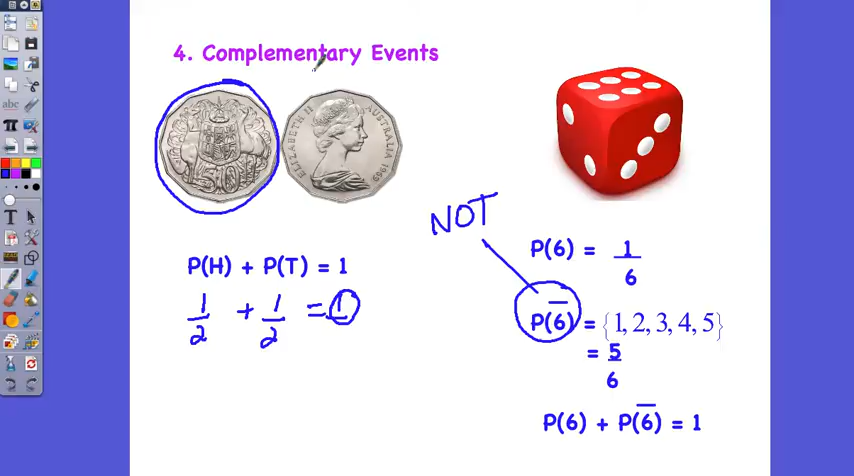 4. Complementary Events
50
ELIZABETH II AUSTRALIA 1969
P(H) + P(T) = 1
1/2 + 1/2 = 1
NOT
P(6) = 1/6
P(6̅) = {1, 2, 3, 4, 5}
= 5/6
P(6) + P(6̅) = 1
abc
π
T